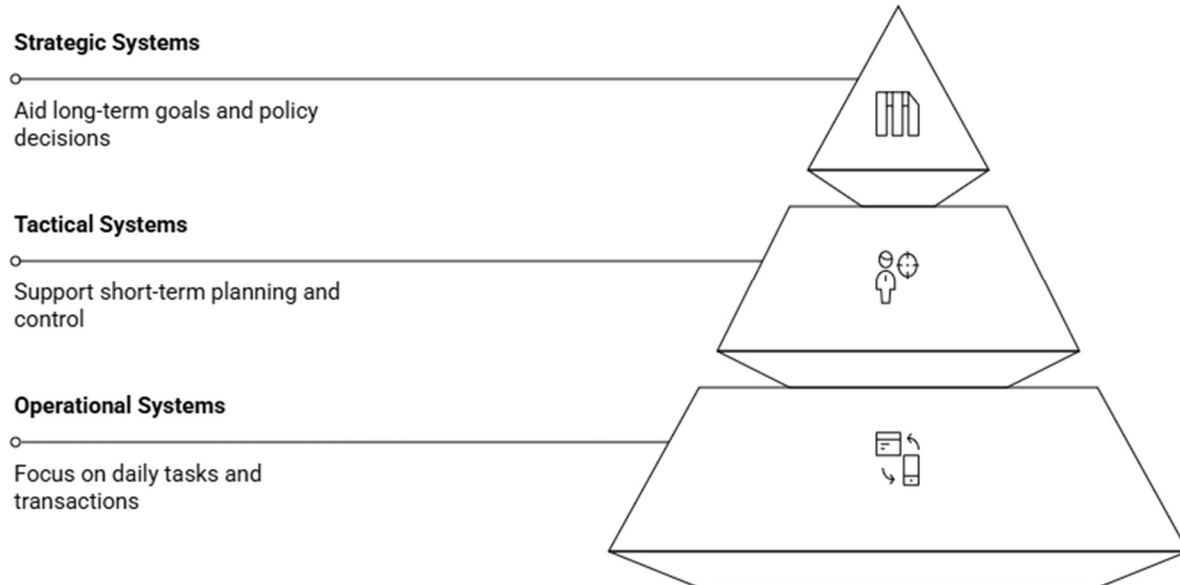 Strategic Systems
Aid long-term goals and policy
decisions
Tactical Systems
Support short-term planning and
control
Operational Systems
Focus on daily tasks and
transactions